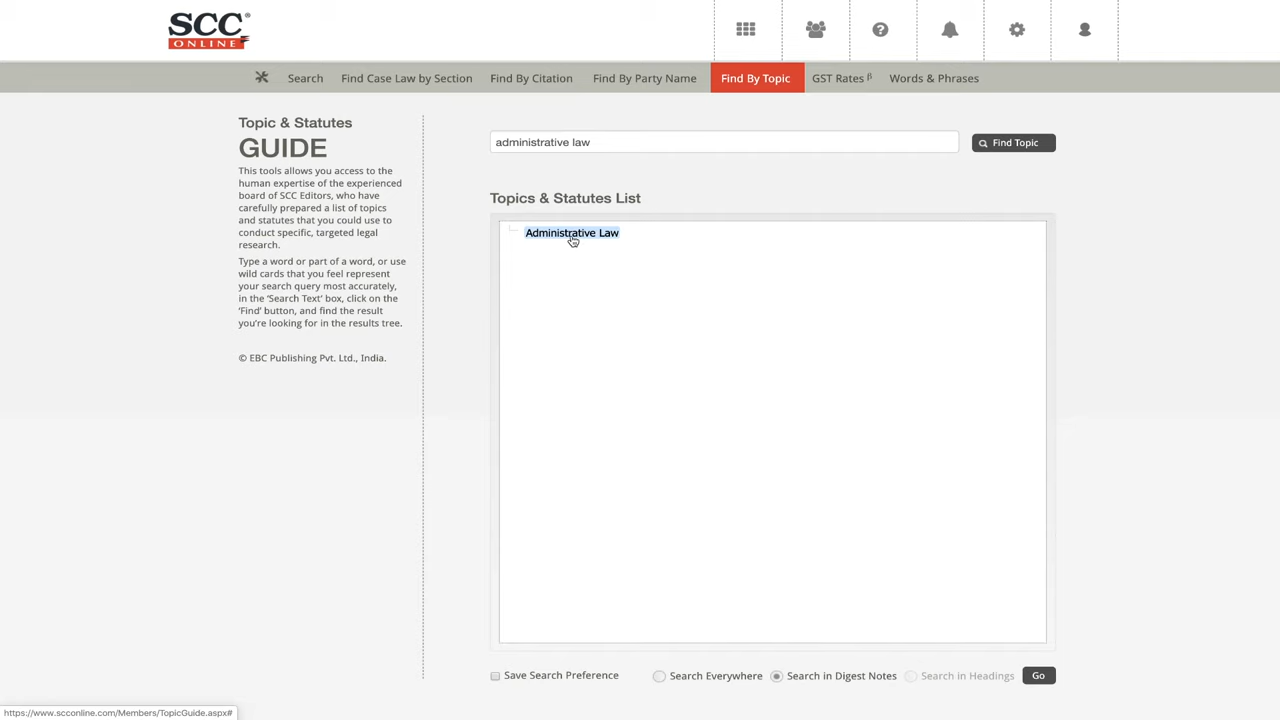 SCC®
ONLINE
Search
Find Case Law by Section
Find By Citation
Find By Party Name
Find By Topic
GST Rates β
Words & Phrases
Topic & Statutes
GUIDE
This tools allows you access to the
human expertise of the experienced
board of SCC Editors, who have
carefully prepared a list of topics
and statutes that you could use to
conduct specific, targeted legal
research.
Type a word or part of a word, or use
wild cards that you feel represent
your search query most accurately,
in the ‘Search Text’ box, click on the
‘Find’ button, and find the result
you’re looking for in the results tree.
© EBC Publishing Pvt. Ltd., India.
administrative law
Find Topic
Topics & Statutes List
Administrative Law
Save Search Preference
Search Everywhere
Search in Digest Notes
Search in Headings
Go
https://www.scconline.com/Members/TopicGuide.aspx#